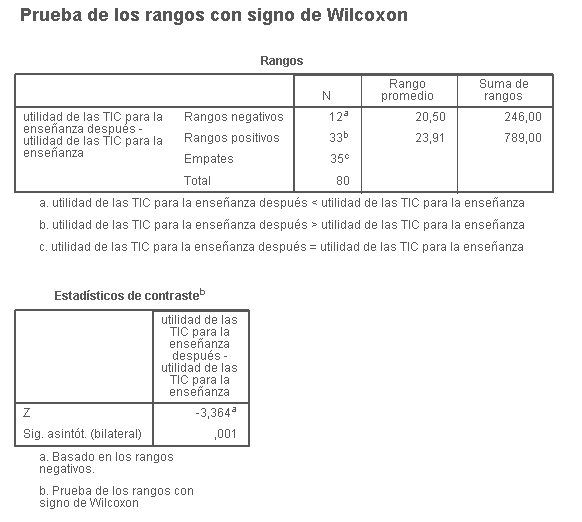 Prueba de los rangos con signo de Wilcoxon
Rangos
N
Rango promedio
Suma de rangos
utilidad de las TIC para la
enseñanza después -
utilidad de las TIC para la
enseñanza
Rangos negativos 12a 20,50 246,00
Rangos positivos 33b 23,91 789,00
Empates 35c
Total 80
a. utilidad de las TIC para la enseñanza después < utilidad de las TIC para la enseñanza
b. utilidad de las TIC para la enseñanza después > utilidad de las TIC para la enseñanza
c. utilidad de las TIC para la enseñanza después = utilidad de las TIC para la enseñanza
Estadísticos de contrasteb
utilidad de las
TIC para la
enseñanza
después -
utilidad de las
TIC para la
enseñanza
Z -3,364a
Sig. asintót. (bilateral) ,001
a. Basado en los rangos
negativos.
b. Prueba de los rangos con
signo de Wilcoxon